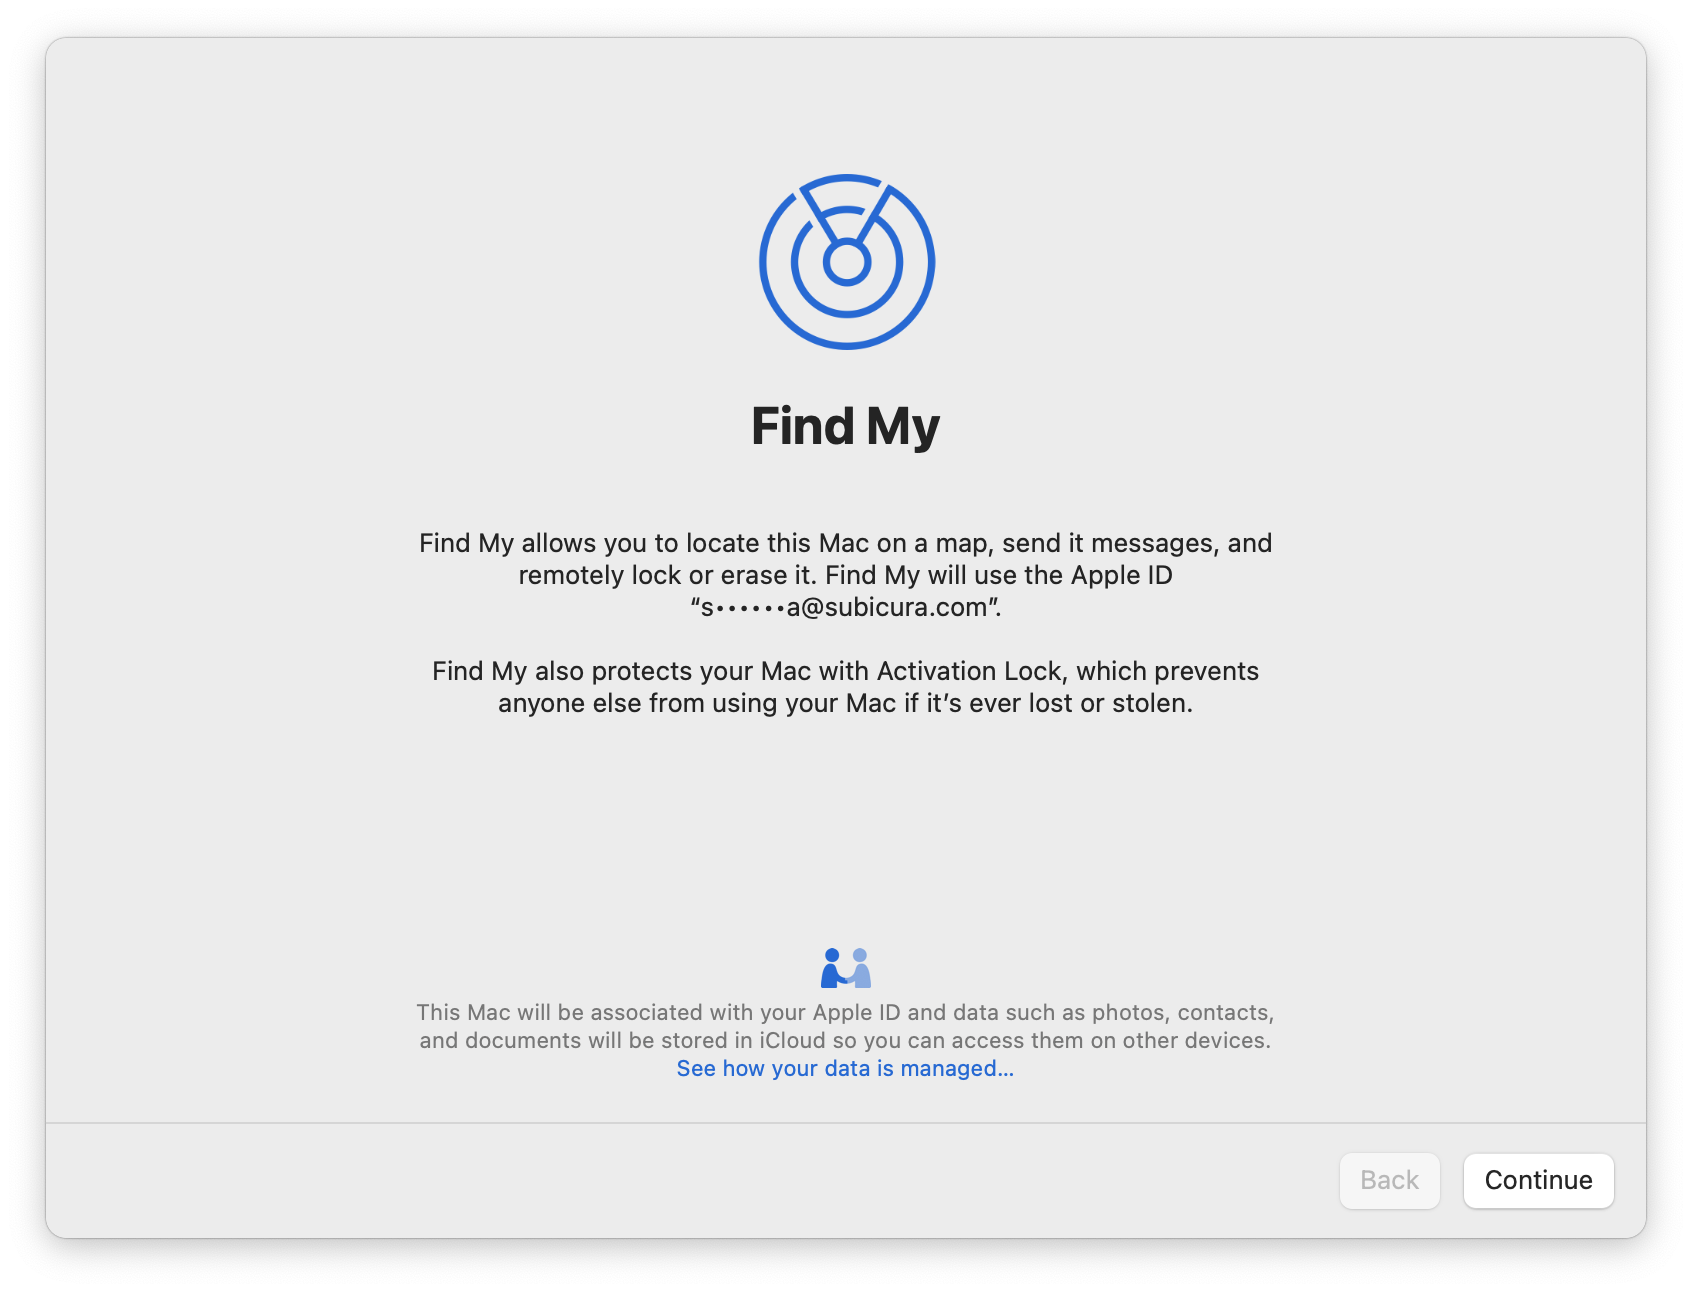 Find My
Find My allows you to locate this Mac on a map, send it messages, and
remotely lock or erase it. Find My will use the Apple ID
“s••••••a@subicura.com”.
Find My also protects your Mac with Activation Lock, which prevents
anyone else from using your Mac if it’s ever lost or stolen.
This Mac will be associated with your Apple ID and data such as photos, contacts,
and documents will be stored in iCloud so you can access them on other devices.
See how your data is managed...
Back
Continue